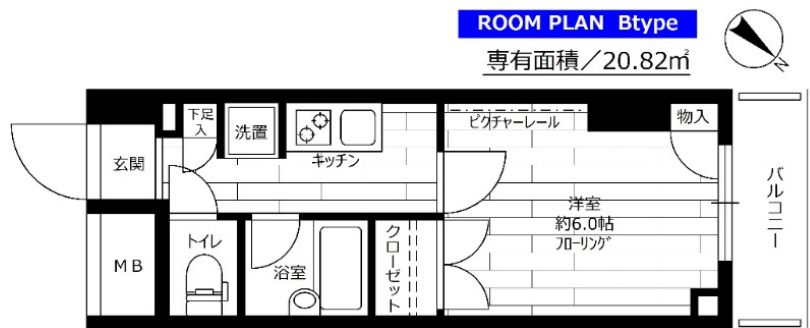 ROOM PLAN Btype
専有面積／20.82㎡
N
下足
入
洗置
キッチン
ピクチャーレール
物入
玄関
洋室
約6.0帖
ﾌﾛｰﾘﾝｸﾞ
バルコニー
MB
トイレ
浴室
クローゼット